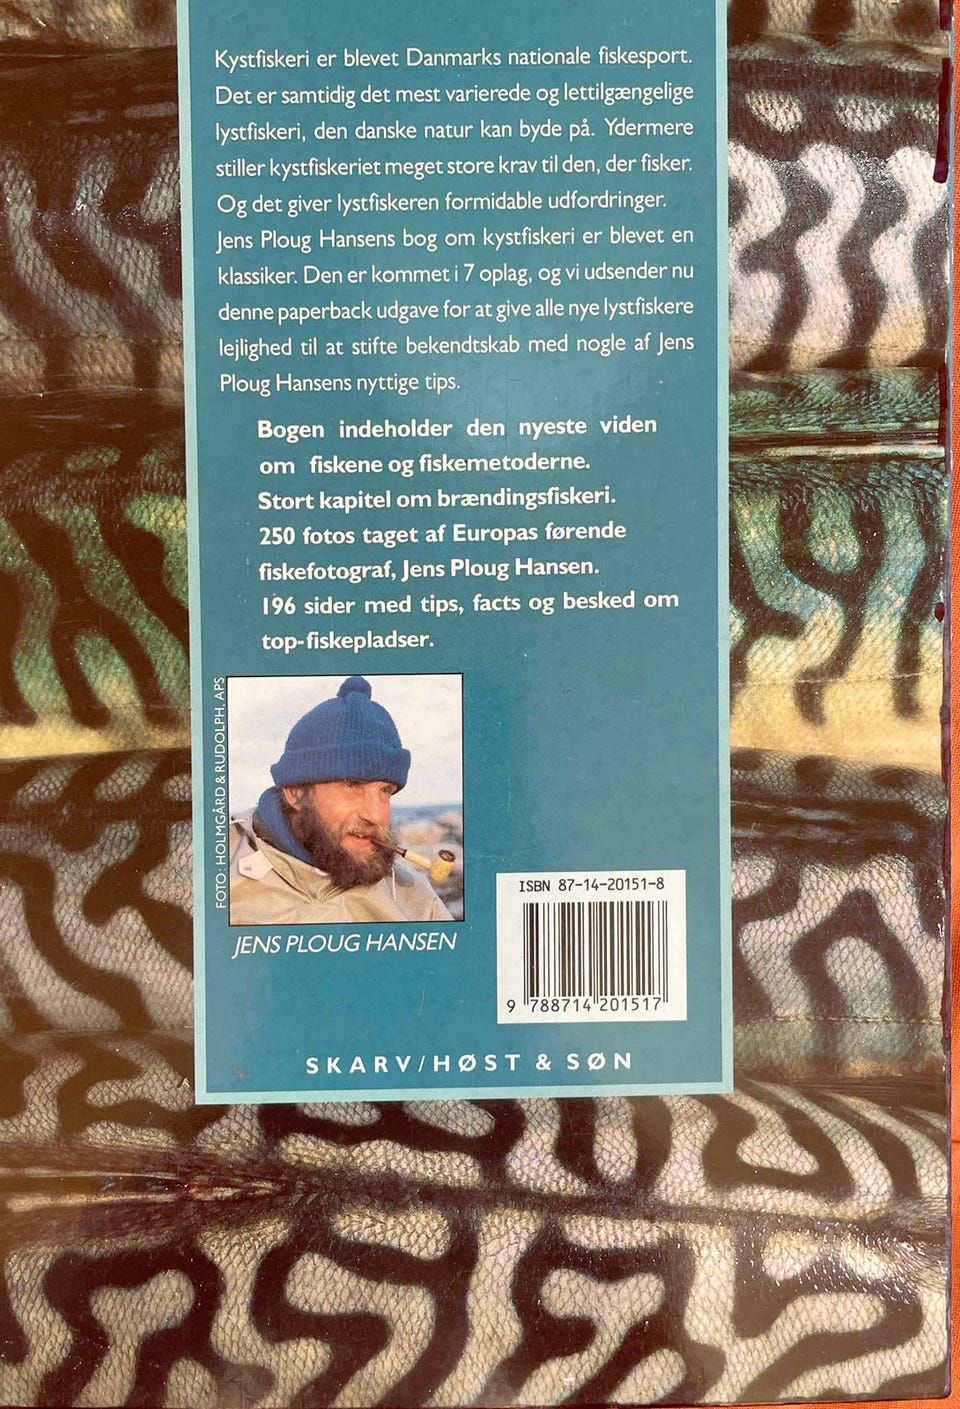 Kystfiskeri er blevet Danmarks nationale fiskesport.
Det er samtidig det mest varierede og lettilgængelige
lystfiskeri, den danske natur kan byde på. Ydermere
stiller kystfiskeriet meget store krav til den, der fisker.
Og det giver lystfiskeren formidable udfordringer.
Jens Ploug Hansens bog om kystfiskeri er blevet en
klassiker. Den er kommet i 7 oplag, og vi udsender nu
denne paperback udgave for at give alle nye lystfiskere
lejlighed til at stifte bekendtskab med nogle af Jens
Ploug Hansens nyttige tips.
Bogen indeholder den nyeste viden
om fiskene og fiskemetoderne.
Stort kapitel om brændingsfiskeri.
250 fotos taget af Europas førende
fiskefotograf, Jens Ploug Hansen.
196 sider med tips, facts og besked om
top-fiskepladser.
FOTO: HOLMGÅRD & RUDOLPH, APS
JENS PLOUG HANSEN
ISBN 87-14-20151-8
9 788714 201517
SKARV/HØST & SØN